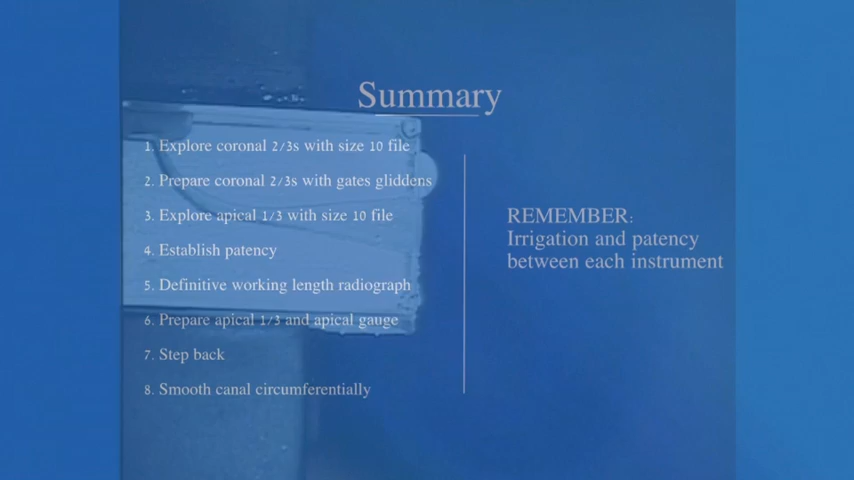 Summary
1. Explore coronal 2/3s with size 10 file
2. Prepare coronal 2/3s with gates gliddens
3. Explore apical 1/3 with size 10 file
4. Establish patency
5. Definitive working length radiograph
6. Prepare apical 1/3 and apical gauge
7. Step back
8. Smooth canal circumferentially
REMEMBER:
Irrigation and patency
between each instrument